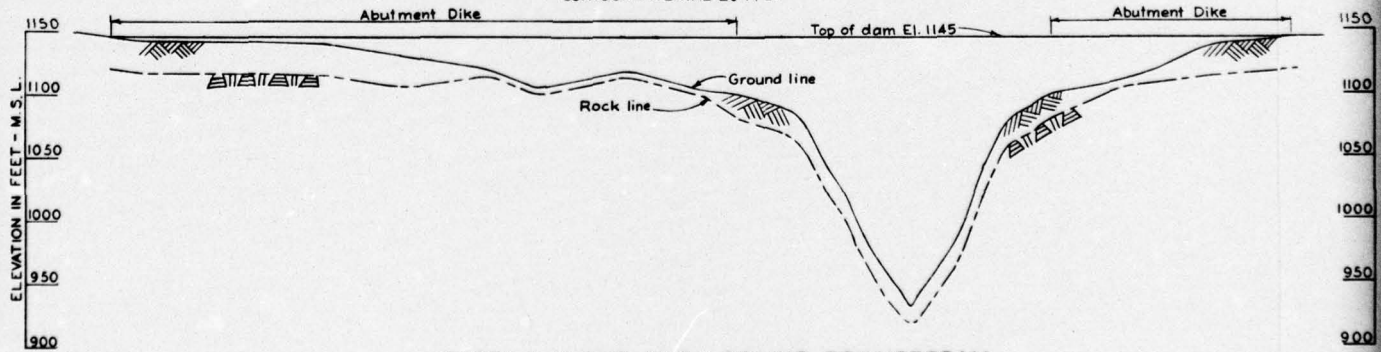 Abutment Dike
Abutment Dike
Top of dam El. 1145
Ground line
Rock line
ELEVATION IN FEET - M. S. L.
1150
1100
1050
1000
950
900
1150
1100
1050
1000
950
900